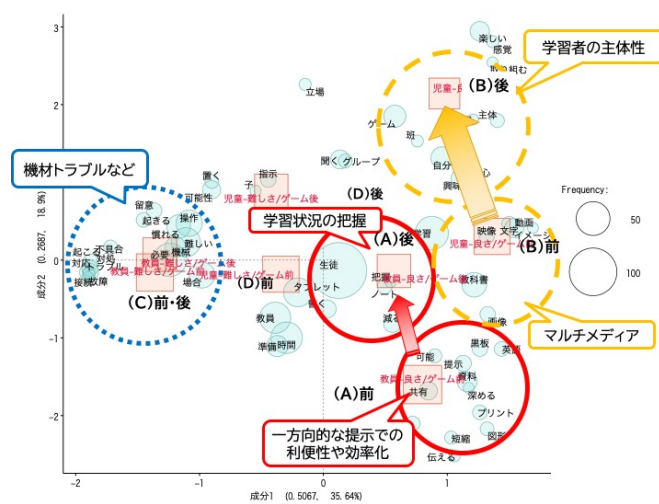 3
2
1
0
-1
-2
成分2 (0.2687, 18.9%)
-2
-1
0
1
2
成分1 (0.5067, 35.64%)
Frequency:
50
100
学習者の主体性
楽しい
感覚
(B)後
主体
ゲーム
班
自分
興味
立場
聞く
グループ
機材トラブルなど
置く
指示
子
可能性
児童-難しさ/ゲーム後
留意
起きる
操作
慣れる
難しい
必要
機械
不具合
起こる
対処
対応
接続
故障
場合
教員-難しさ/ゲーム後
教員-難しさ/ゲーム前
児童-難しさ/ゲーム前
(C)前・後
(D)後
(D)前
学習状況の把握
(A)後
学習
生徒
把握
教員-良さ/ゲーム後
タブレット
ノート
書く
減る
教員
準備
時間
映像
文字
動画
イメージ
児童-良さ/ゲーム前
(B)前
教科書
画像
マルチメディア
黒板
英語
可能
提示
資料
教員-良さ/ゲーム前
共有
深める
プリント
図形
短縮
伝える
(A)前
一方向的な提示での
利便性や効率化